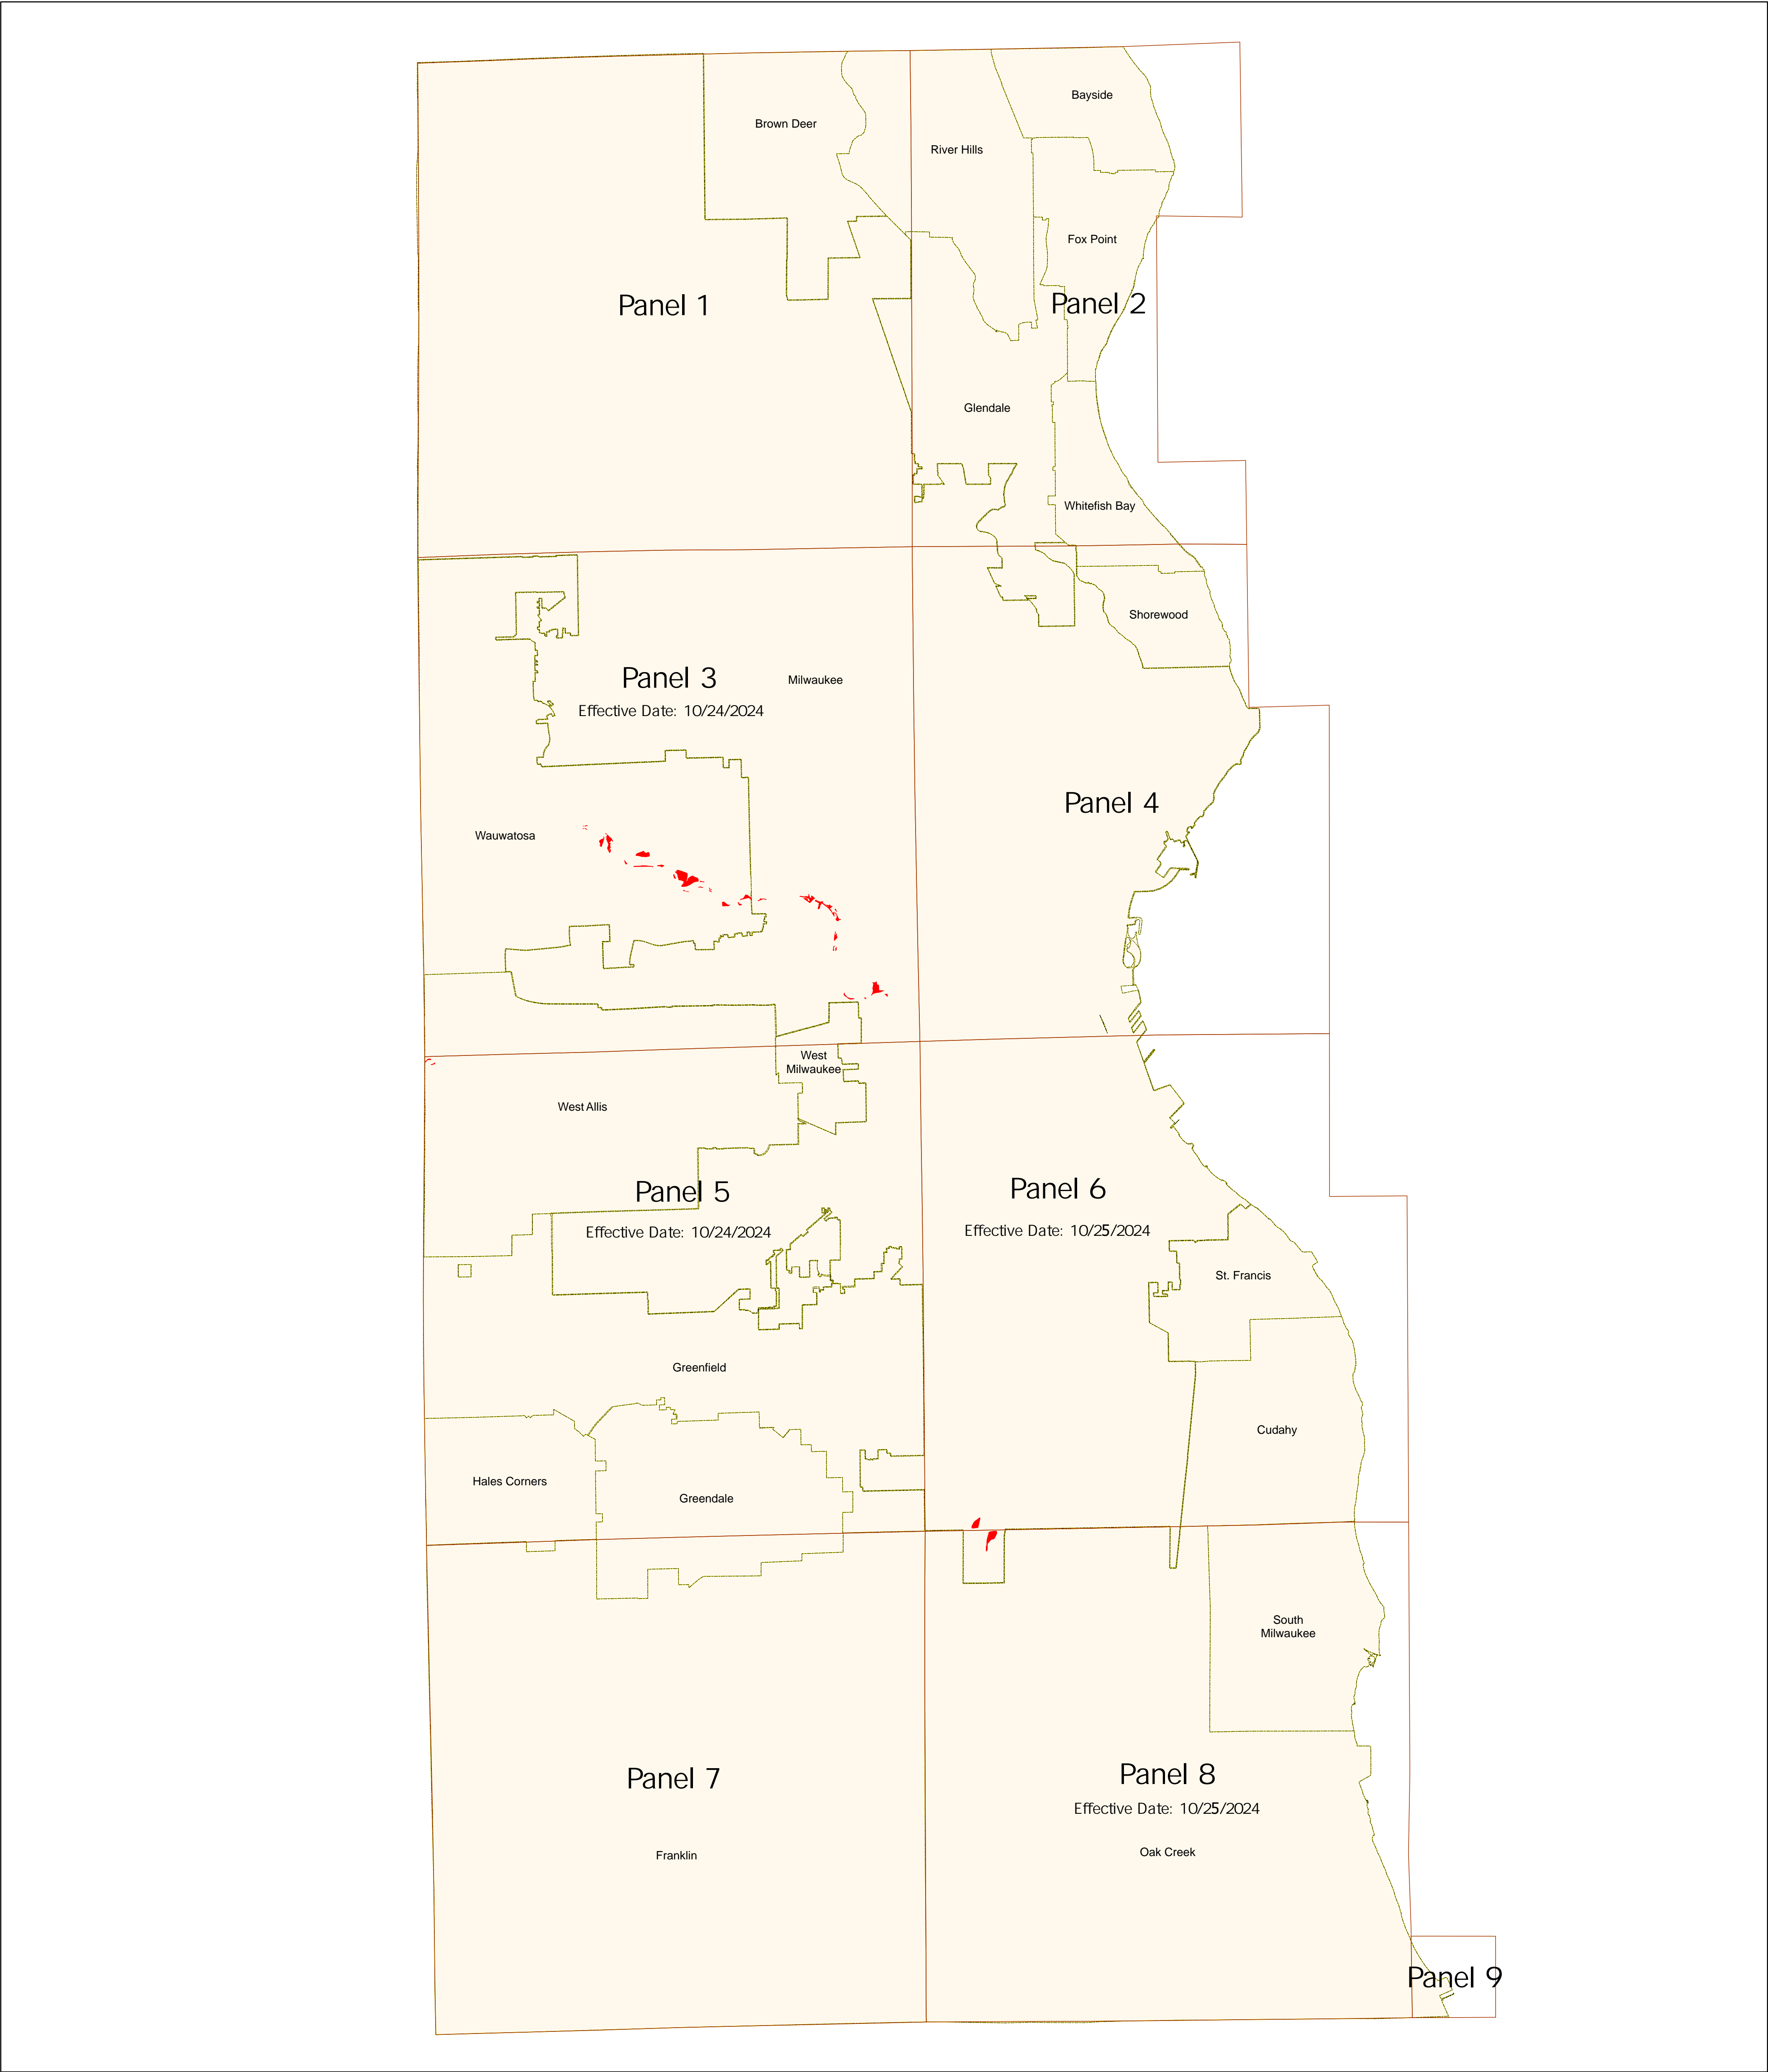 Bayside
Brown Deer
River Hills
Fox Point
Panel 1
Panel 2
Glendale
Whitefish Bay
Shorewood
Panel 3
Milwaukee
Effective Date: 10/24/2024
Panel 4
Wauwatosa
West
Milwaukee
West Allis
Panel 5
Effective Date: 10/24/2024
Panel 6
Effective Date: 10/25/2024
St. Francis
Greenfield
Cudahy
Hales Corners
Greendale
South
Milwaukee
Panel 7
Panel 8
Effective Date: 10/25/2024
Franklin
Oak Creek
Panel 9